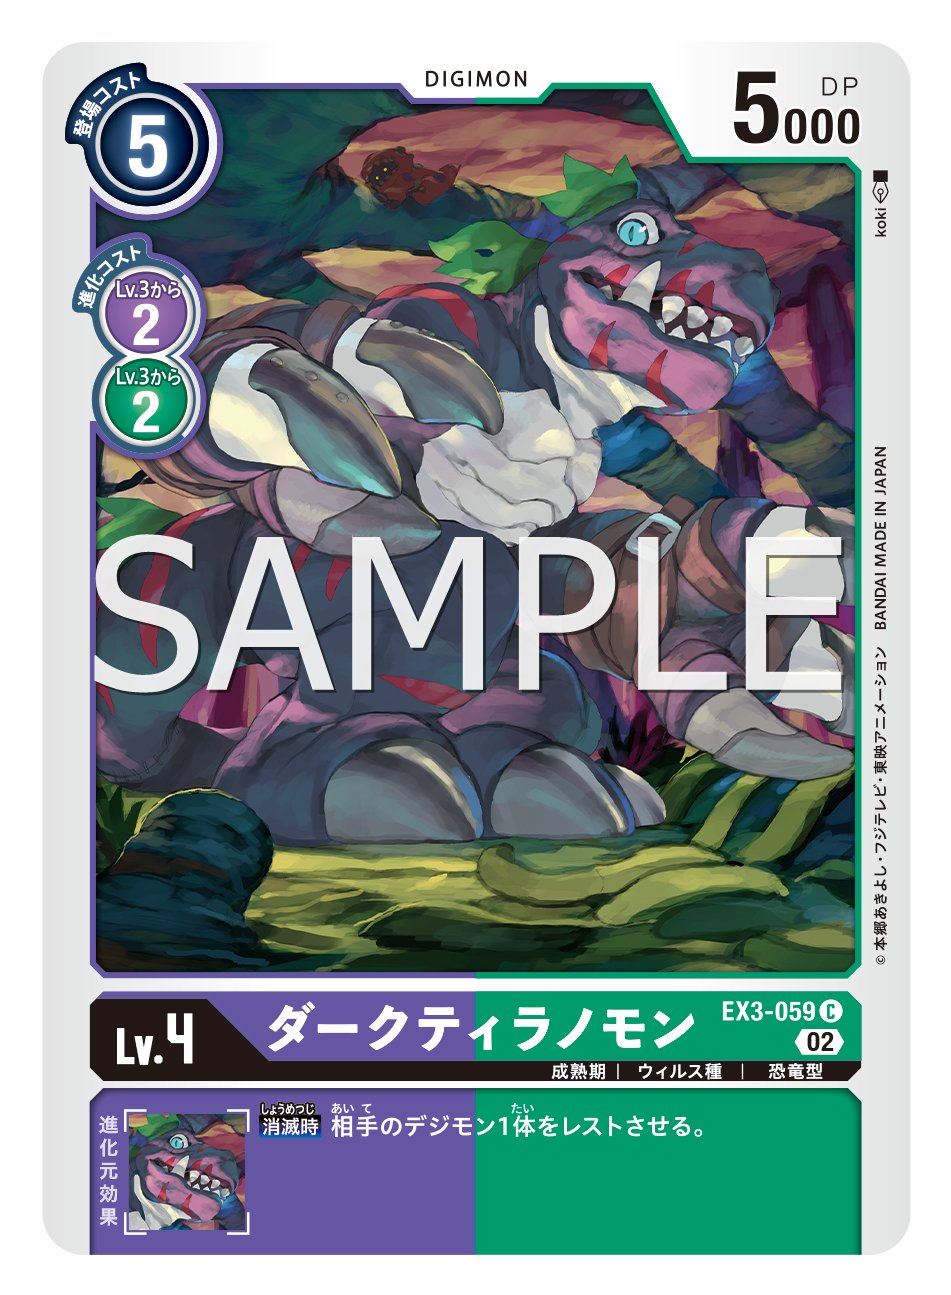 DIGIMON
登場コスト
5
DP
5000
進化コスト
Lv.3から
2
Lv.3から
2
koki
SAMPLE
©本郷あきよし・フジテレビ・東映アニメーション BANDAI MADE IN JAPAN
Lv.4
ダークティラノモン
EX3-059 C
02
成熟期 | ウィルス種 | 恐竜型
進化元効果
しょうめつじ あいて たい
消滅時 相手のデジモン1体をレストさせる。